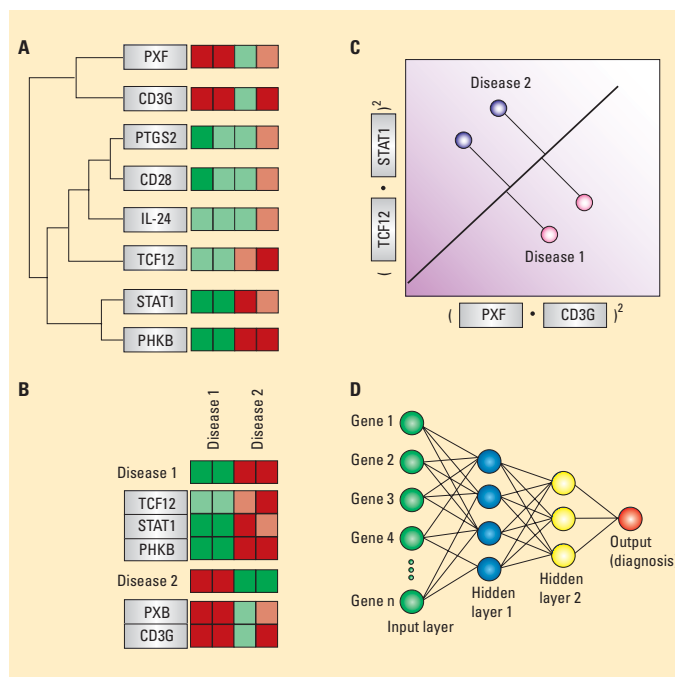 A
PXF
CD3G
PTGS2
CD28
IL-24
TCF12
STAT1
PHKB
B
Disease 1
Disease 2
Disease 1
TCF12
STAT1
PHKB
Disease 2
PXB
CD3G
C
Disease 2
Disease 1
( TCF12 • STAT1 )2
( PXF • CD3G )2
D
Gene 1
Gene 2
Gene 3
Gene 4
Gene n
Input layer
Hidden
layer 1
Hidden
layer 2
Output
(diagnosis